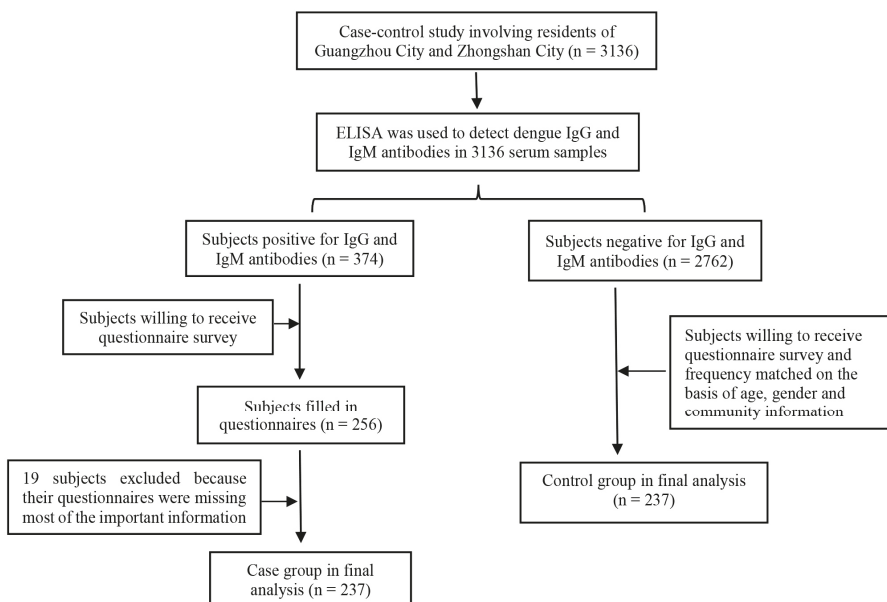 Case-control study involving residents of
Guangzhou City and Zhongshan City (n = 3136)
ELISA was used to detect dengue IgG and
IgM antibodies in 3136 serum samples
Subjects positive for IgG and
IgM antibodies (n = 374)
Subjects negative for IgG and
IgM antibodies (n = 2762)
Subjects willing to receive
questionnaire survey
Subjects willing to receive
questionnaire survey and
frequency matched on the
basis of age, gender and
community information
Subjects filled in
questionnaires (n = 256)
19 subjects excluded because
their questionnaires were missing
most of the important information
Control group in final analysis
(n = 237)
Case group in final
analysis (n = 237)